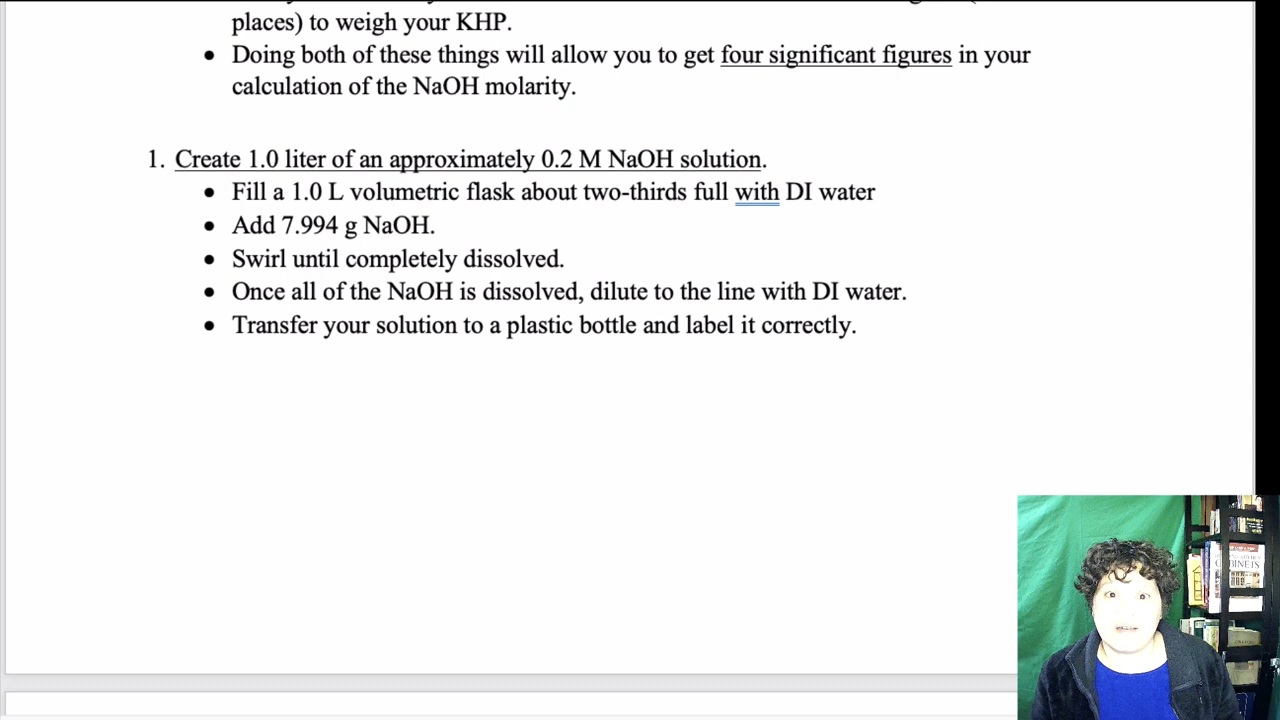 places) to weigh your KHP.
• Doing both of these things will allow you to get four significant figures in your
calculation of the NaOH molarity.
1. Create 1.0 liter of an approximately 0.2 M NaOH solution.
• Fill a 1.0 L volumetric flask about two-thirds full with DI water
• Add 7.994 g NaOH.
• Swirl until completely dissolved.
• Once all of the NaOH is dissolved, dilute to the line with DI water.
• Transfer your solution to a plastic bottle and label it correctly.